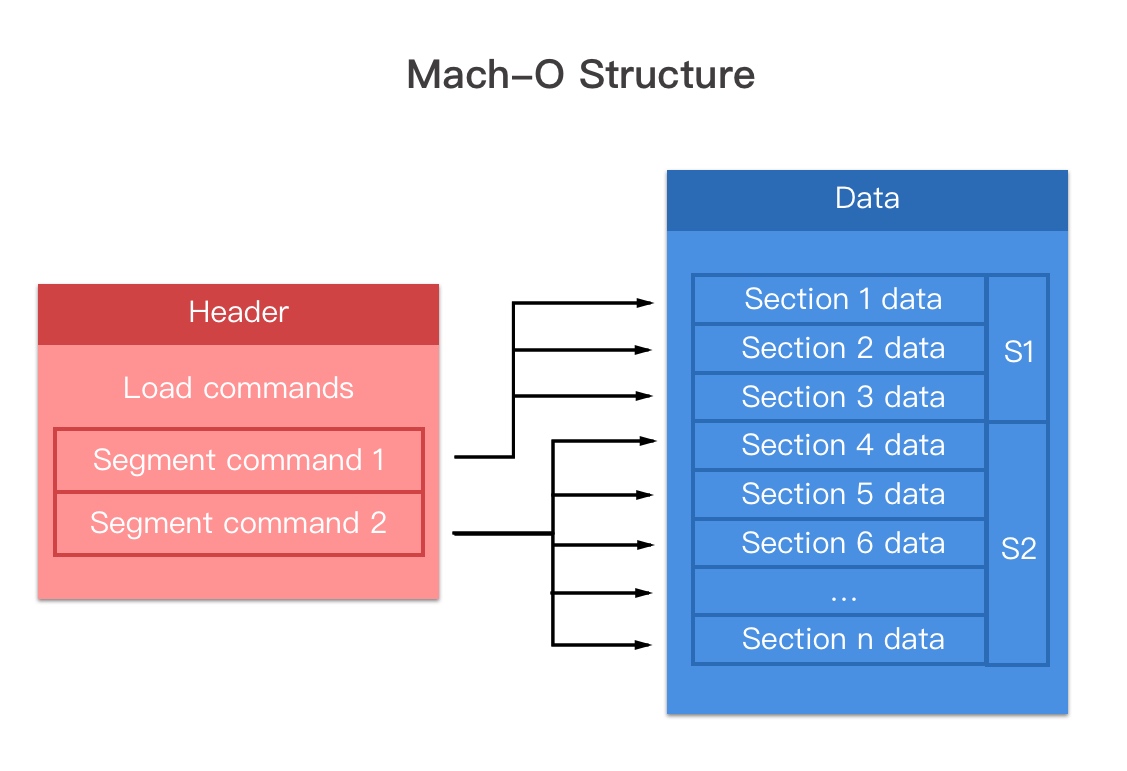 Mach-O Structure
Header
Load commands
Segment command 1
Segment command 2
Data
Section 1 data
Section 2 data
Section 3 data
S1
Section 4 data
Section 5 data
Section 6 data
...
Section n data
S2